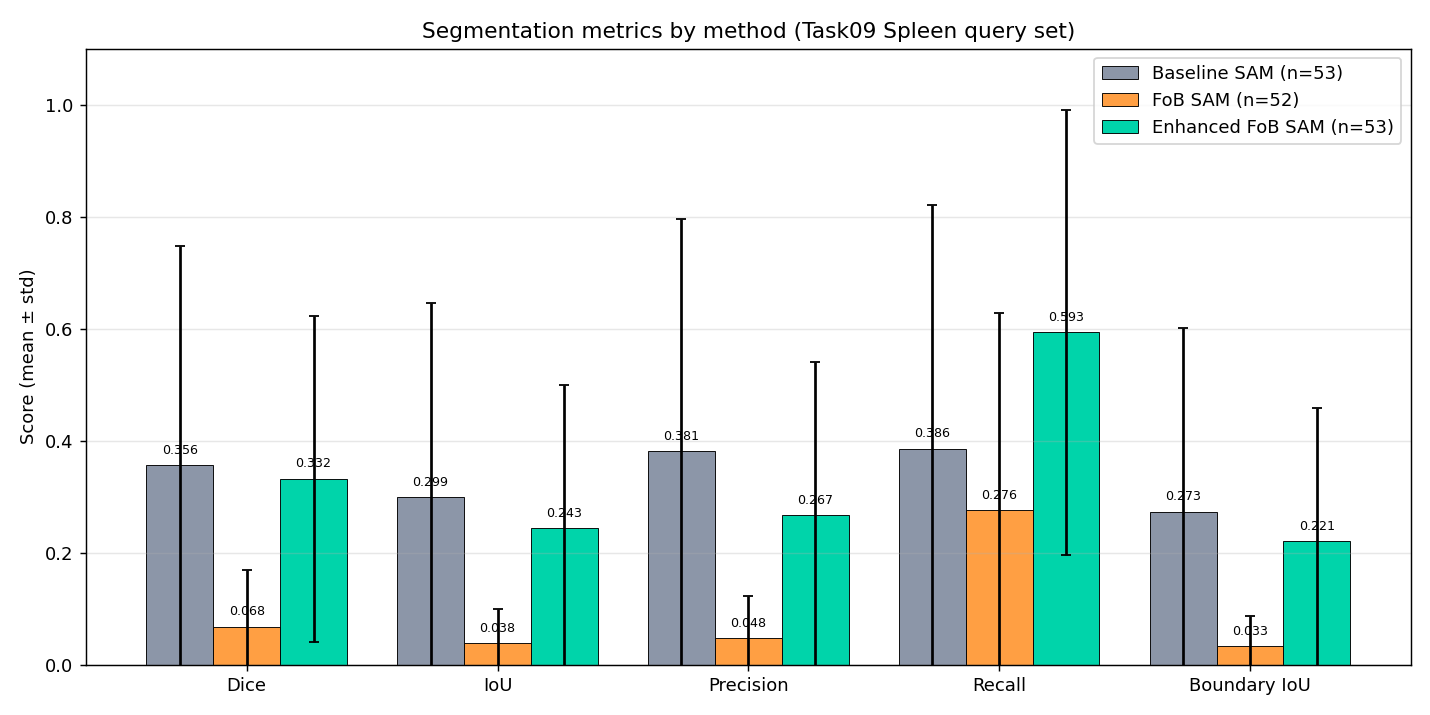 Segmentation metrics by method (Task09 Spleen query set)
Baseline SAM (n=53)
FoB SAM (n=52)
Enhanced FoB SAM (n=53)
Score (mean ± std)
1.0
0.8
0.6
0.4
0.2
0.0
0.356
0.068
0.332
0.299
0.038
0.243
0.381
0.048
0.267
0.386
0.276
0.593
0.273
0.033
0.221
Dice
IoU
Precision
Recall
Boundary IoU